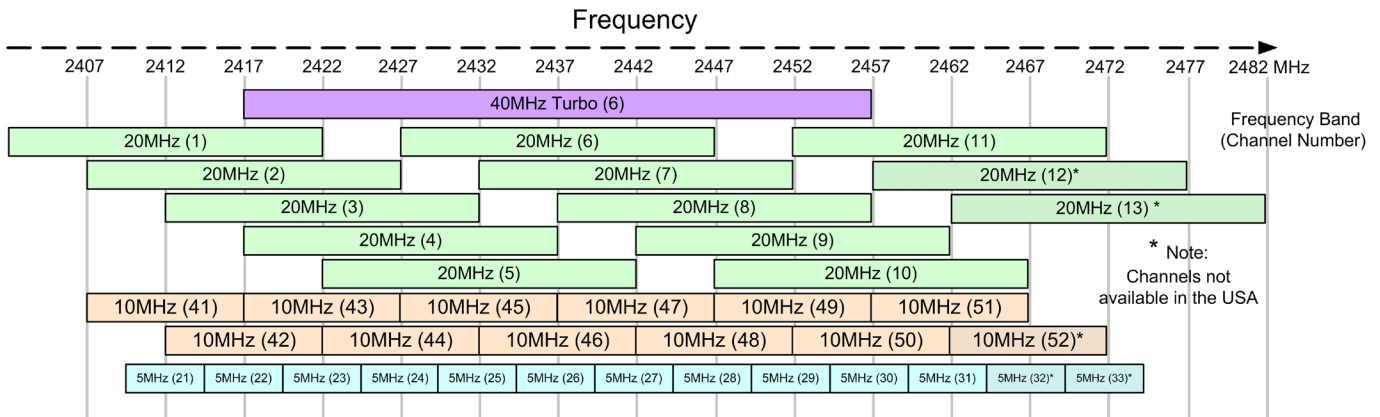 Frequency
2407 2412 2417 2422 2427 2432 2437 2442 2447 2452 2457 2462 2467 2472 2477 2482 MHz
40MHz Turbo (6)
Frequency Band
(Channel Number)
20MHz (1) 20MHz (6) 20MHz (11)
20MHz (2) 20MHz (7) 20MHz (12)*
20MHz (3) 20MHz (8) 20MHz (13) *
20MHz (4) 20MHz (9)
20MHz (5) 20MHz (10)
* Note:
Channels not
available in the USA
10MHz (41) 10MHz (43) 10MHz (45) 10MHz (47) 10MHz (49) 10MHz (51)
10MHz (42) 10MHz (44) 10MHz (46) 10MHz (48) 10MHz (50) 10MHz (52)*
5MHz (21) 5MHz (22) 5MHz (23) 5MHz (24) 5MHz (25) 5MHz (26) 5MHz (27) 5MHz (28) 5MHz (29) 5MHz (30) 5MHz (31) 5MHz (32)* 5MHz (33)*